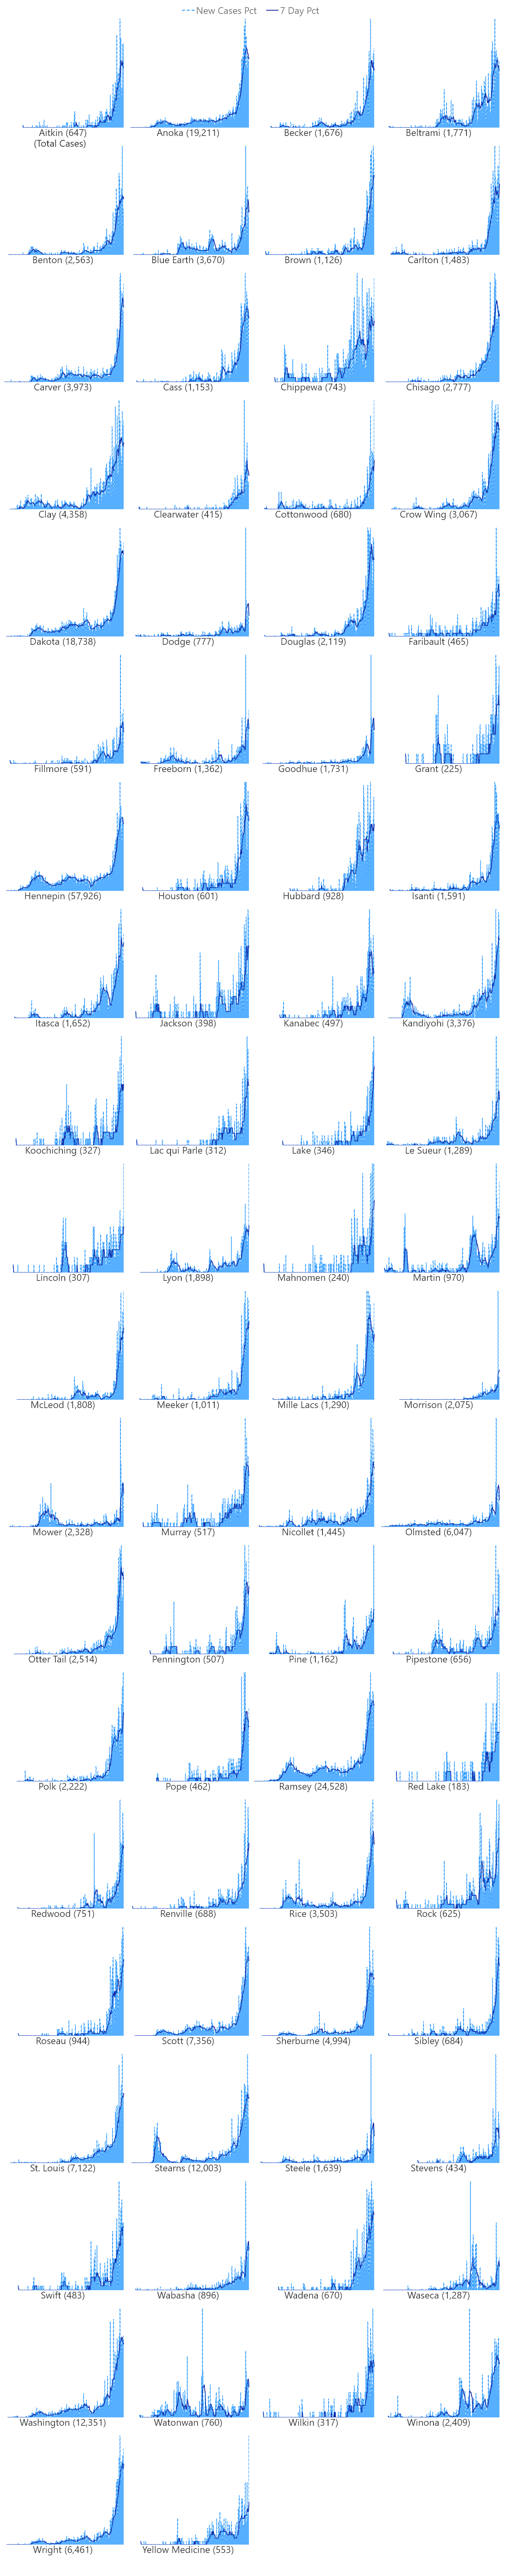 New Cases Pct 7 Day Pct
Aitkin (647) Anoka (19,211) Becker (1,676) Beltrami (1,771)
(Total Cases)
Benton (2,563) Blue Earth (3,670) Brown (1,126) Carlton (1,483)
Carver (3,973) Cass (1,153) Chippewa (743) Chisago (2,777)
Clay (4,358) Clearwater (415) Cottonwood (680) Crow Wing (3,067)
Dakota (18,738) Dodge (777) Douglas (2,119) Faribault (465)
Fillmore (591) Freeborn (1,362) Goodhue (1,731) Grant (225)
Hennepin (57,926) Houston (601) Hubbard (928) Isanti (1,591)
Itasca (1,652) Jackson (398) Kanabec (497) Kandiyohi (3,376)
Koochiching (327) Lac qui Parle (312) Lake (346) Le Sueur (1,289)
Lincoln (307) Lyon (1,898) Mahnomen (240) Martin (970)
McLeod (1,808) Meeker (1,011) Mille Lacs (1,290) Morrison (2,075)
Mower (2,328) Murray (517) Nicollet (1,445) Olmsted (6,047)
Otter Tail (2,514) Pennington (507) Pine (1,162) Pipestone (656)
Polk (2,222) Pope (462) Ramsey (24,528) Red Lake (183)
Redwood (751) Renville (688) Rice (3,503) Rock (625)
Roseau (944) Scott (7,356) Sherburne (4,994) Sibley (684)
St. Louis (7,122) Stearns (12,003) Steele (1,639) Stevens (434)
Swift (483) Wabasha (896) Wadena (670) Waseca (1,287)
Washington (12,351) Watonwan (760) Wilkin (317) Winona (2,409)
Wright (6,461) Yellow Medicine (553)